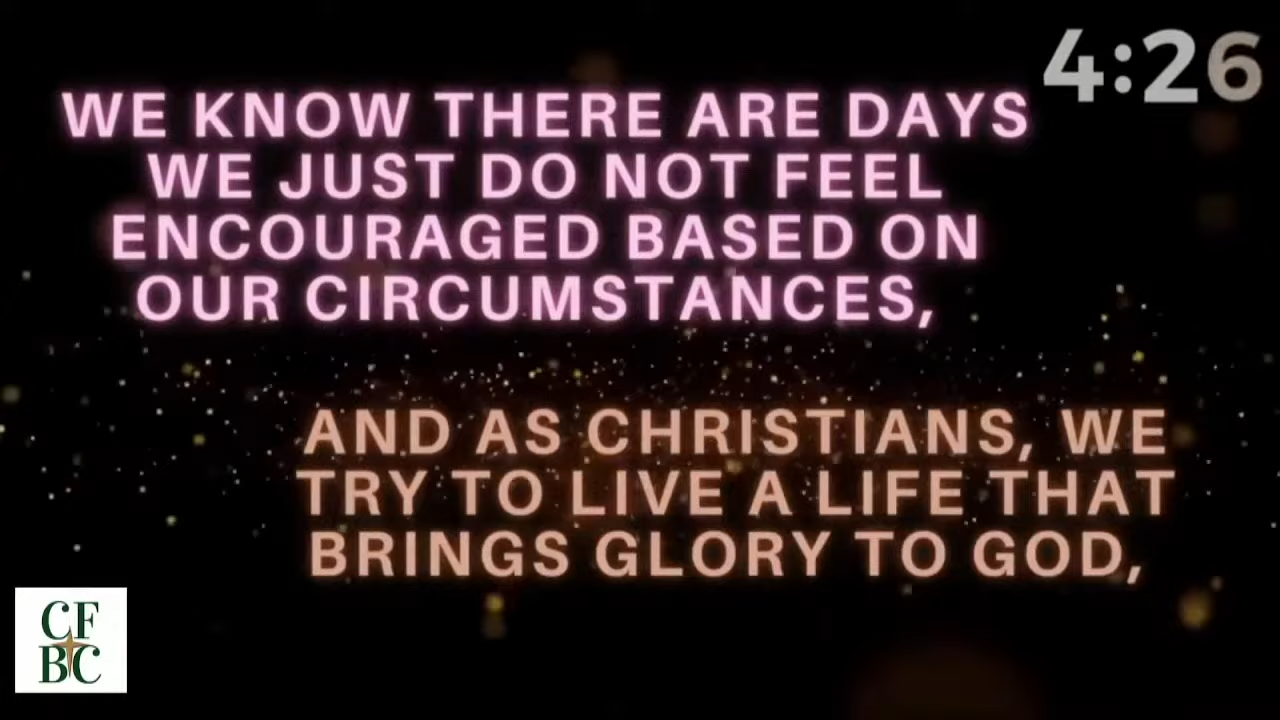 4:26
WE KNOW THERE ARE DAYS
WE JUST DO NOT FEEL
ENCOURAGED BASED ON
OUR CIRCUMSTANCES,
AND AS CHRISTIANS, WE
TRY TO LIVE A LIFE THAT
BRINGS GLORY TO GOD,
CF
BC